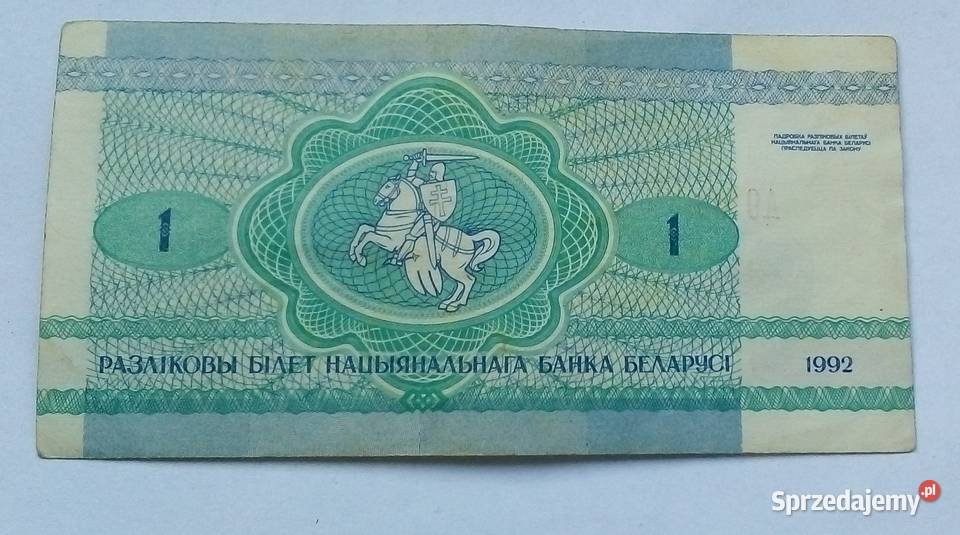 ПАДРОБКА РАЗЛІКОВЫХ БІЛЕТАЎ
НАЦЫЯНАЛЬНАГА БАНКА БЕЛАРУСІ
ПРАСЛЕДУЕЦЦА ПА ЗАКОНУ
1
1
РАЗЛІКОВЫ БІЛЕТ НАЦЫЯНАЛЬНАГА БАНКА БЕЛАРУСІ 1992
Sprzedajemy.pl